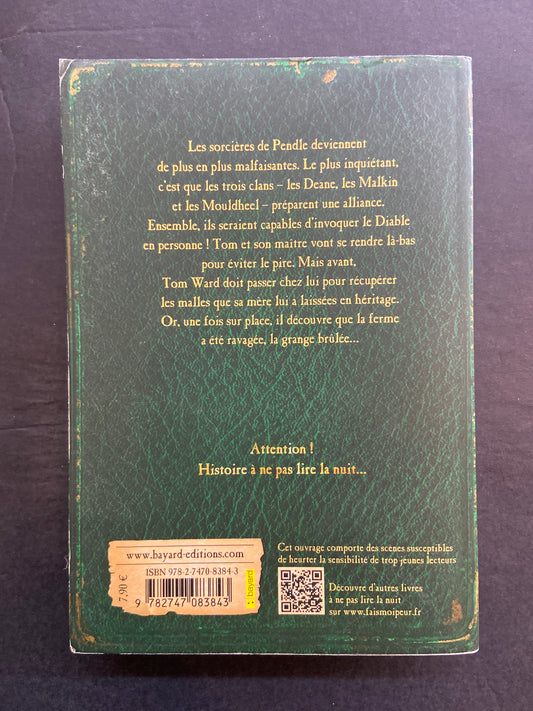 Les sorcières de Pendle deviennent
de plus en plus malfaisantes. Le plus inquiétant,
c'est que les trois clans – les Deane, les Malkin
et les Mouldheel – préparent une alliance.
Ensemble, ils seraient capables d'invoquer le Diable
en personne ! Tom et son maître vont se rendre là-bas
pour éviter le pire. Mais avant,
Tom Ward doit passer chez lui pour récupérer
les malles que sa mère lui a laissées en héritage.
Or, une fois sur place, il découvre que la ferme
a été ravagée, la grange brûlée...
Attention !
Histoire à ne pas lire la nuit...
www.bayard-editions.com
ISBN 978-2-7470-8384-3
7,90 €
9 782747 083843
bayard
Cet ouvrage comporte des scènes susceptibles
de heurter la sensibilité de trop jeunes lecteurs
Découvre d'autres livres
à ne pas lire la nuit
sur www.faismoipeur.fr